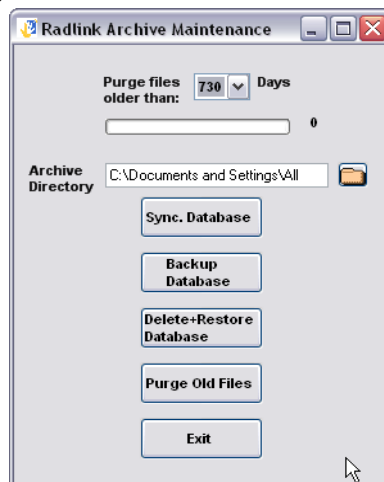 Radlink Archive Maintenance
Purge files older than: 730 Days
0
Archive Directory C:\Documents and Settings\All
Sync. Database
Backup
Database
Delete+Restore
Database
Purge Old Files
Exit